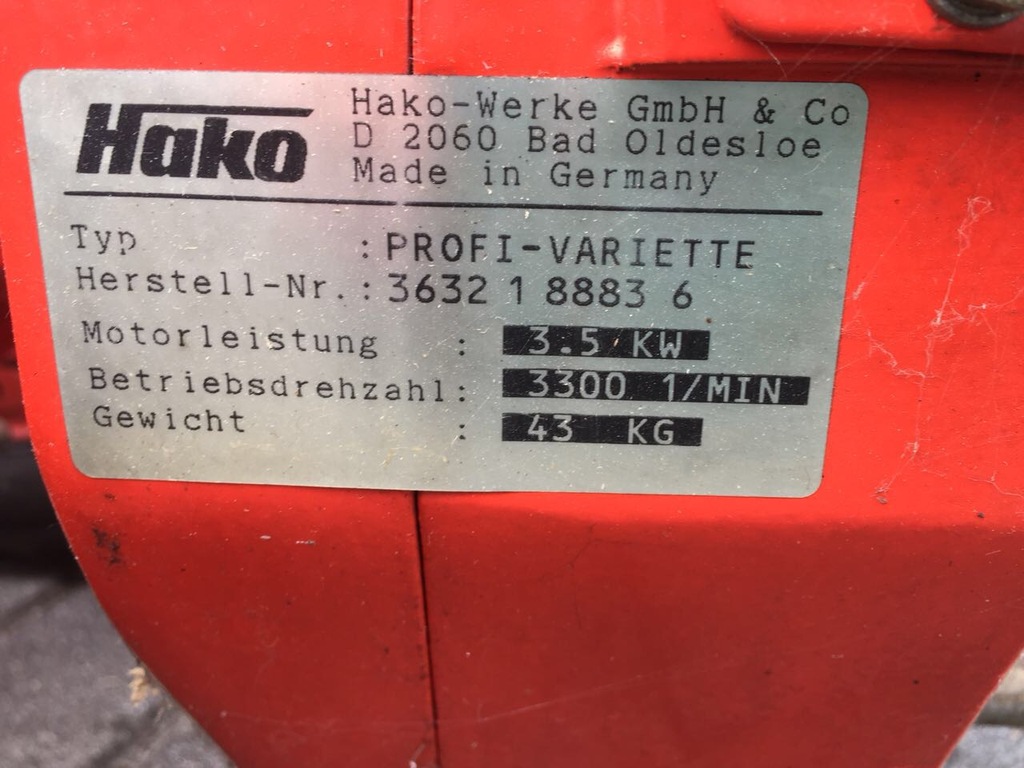 Hako
Hako-Werke GmbH & Co
D 2060 Bad Oldesloe
Made in Germany
Typ : PROFI-VARIETTE
Herstell-Nr. : 3632 1 8883 6
Motorleistung : 3.5 KW
Betriebsdrehzahl : 3300 1/MIN
Gewicht : 43 KG